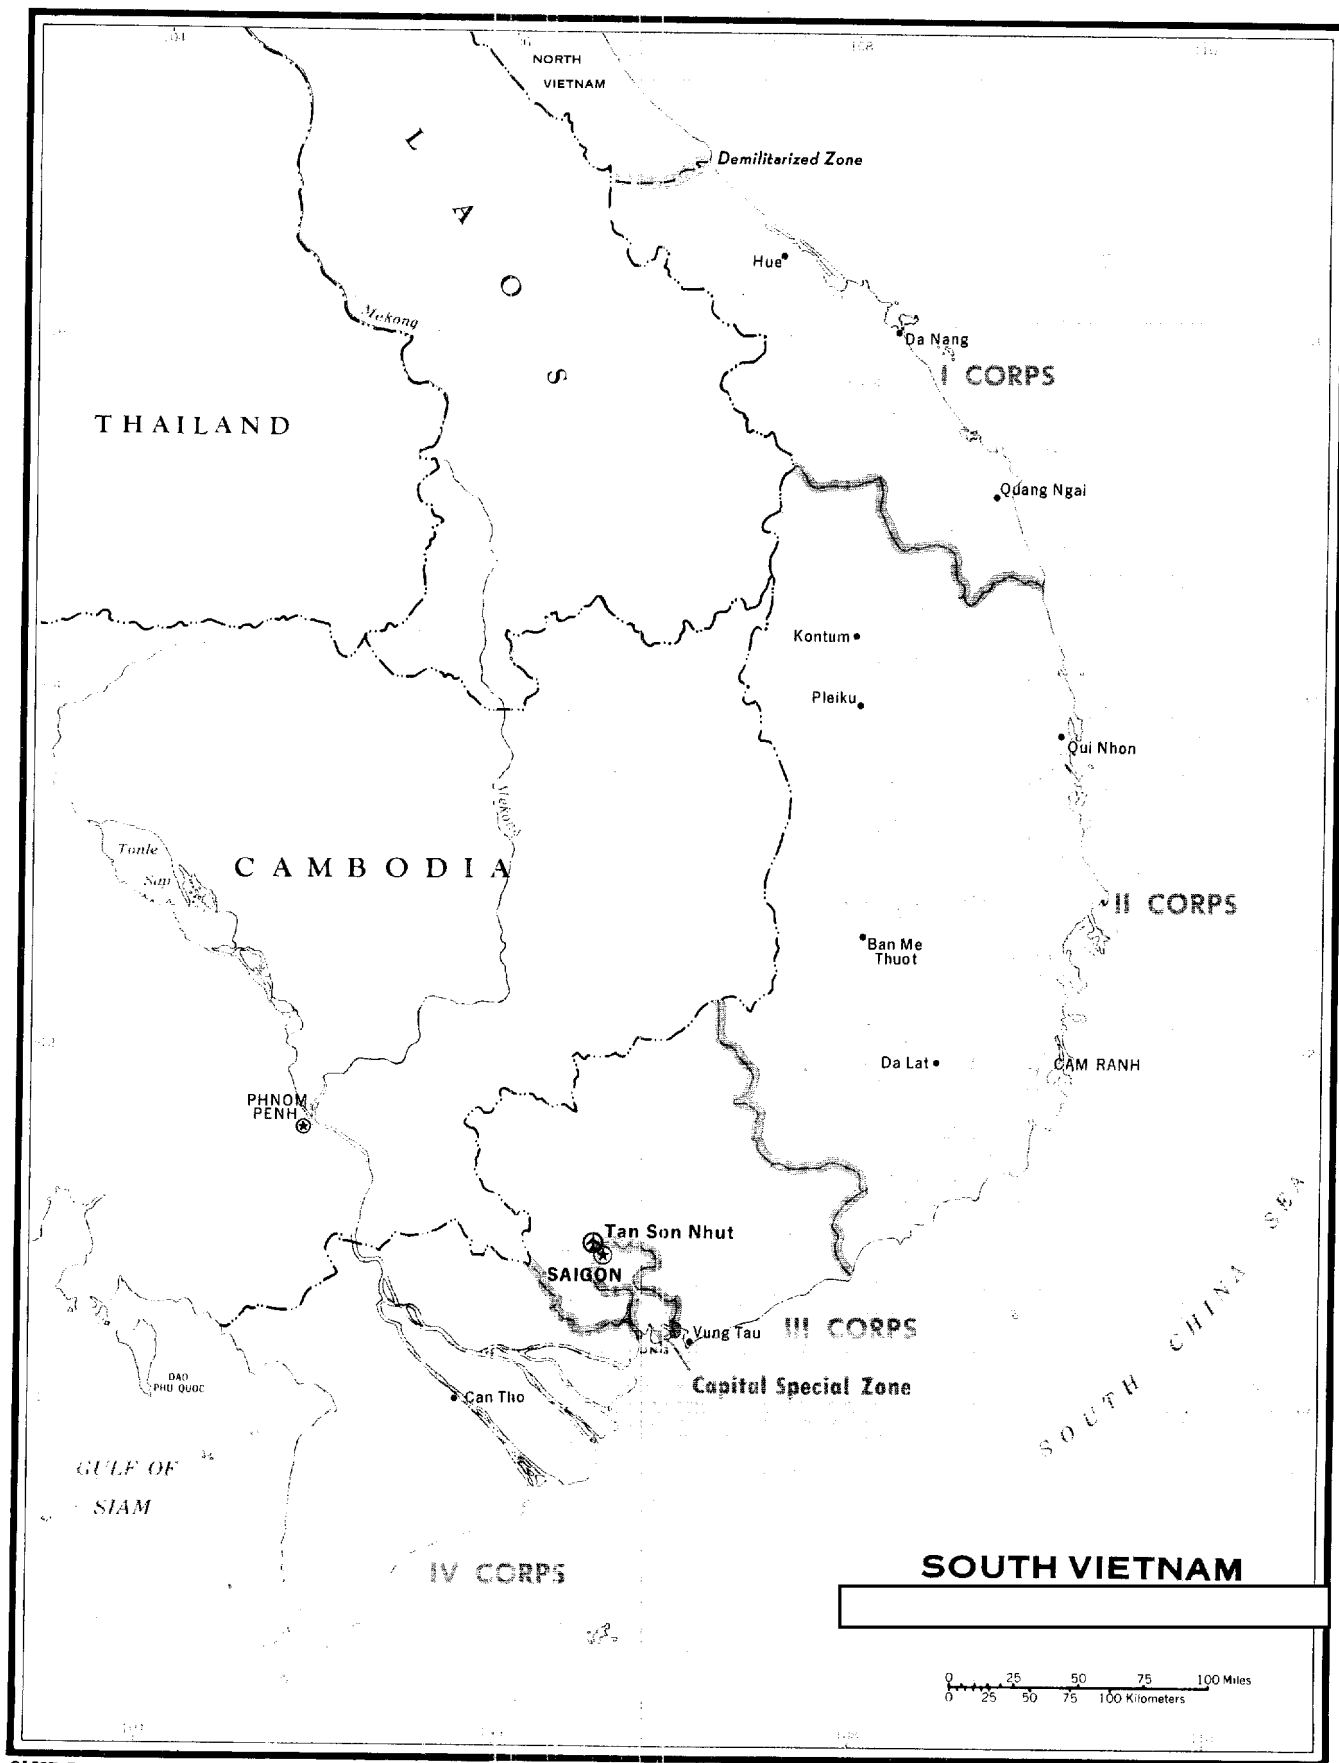 108
NORTH
VIETNAM
LAOS
Demilitarized Zone
Hue
Mekong
Da Nang
I CORPS
THAILAND
Quang Ngai
Kontum
Pleiku
Qui Nhon
Tonle
Sap
CAMBODIA
II CORPS
Ban Me
Thuot
Da Lat
CAM RANH
PHNOM
PENH
SOUTH CHINA SEA
Tan Son Nhut
SAIGON
III CORPS
Vung Tau
Capital Special Zone
DAO
PHU QUOC
Can Tho
GULF OF
SIAM
IV CORPS
SOUTH VIETNAM
0 25 50 75 100 Miles
0 25 50 75 100 Kilometers